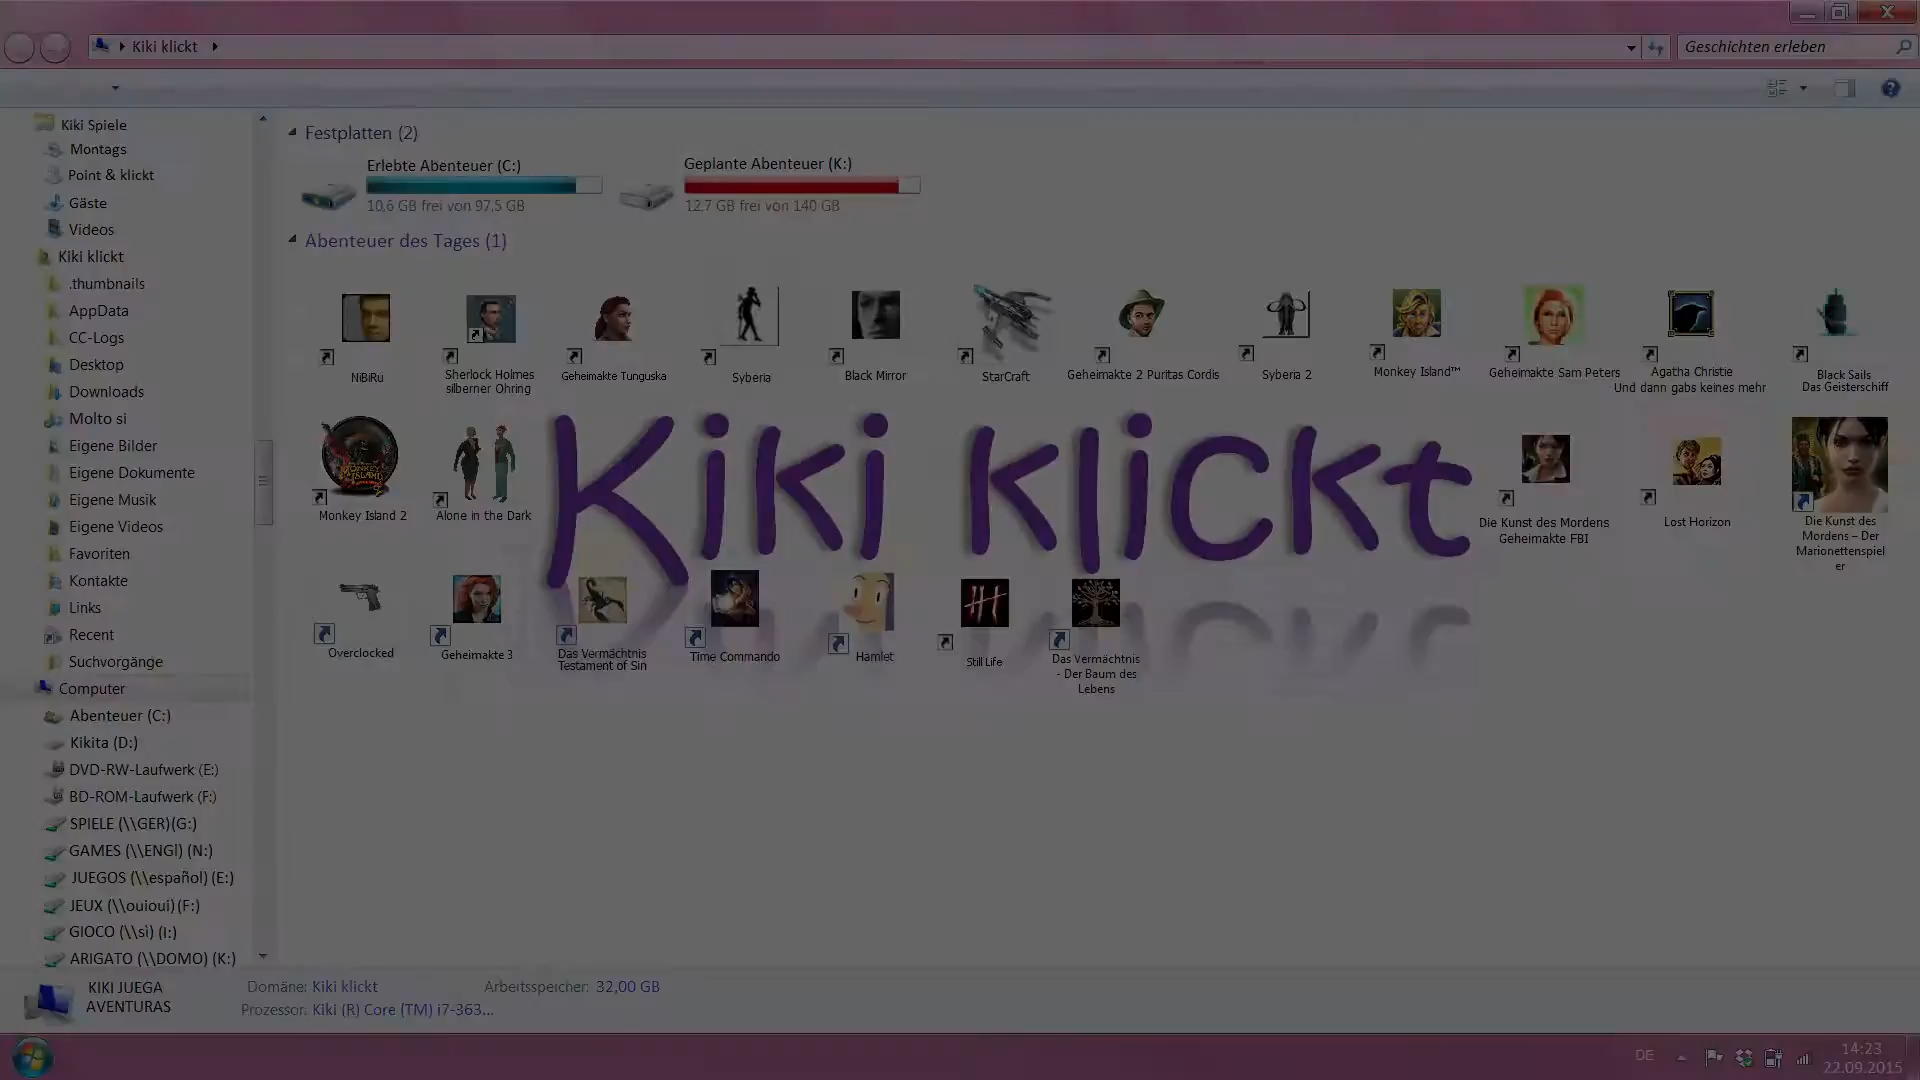 Kiki klickt
Geschichten erleben
Kiki Spiele
Montags
Point & klickt
Gäste
Videos
Kiki klickt
.thumbnails
AppData
CC-Logs
Desktop
Downloads
Molto si
Eigene Bilder
Eigene Dokumente
Eigene Musik
Eigene Videos
Favoriten
Kontakte
Links
Recent
Suchvorgänge
Computer
Abenteuer (C:)
Kikita (D:)
DVD-RW-Laufwerk (E:)
BD-ROM-Laufwerk (F:)
SPIELE (\\GER)(G:)
GAMES (\\ENGl) (N:)
JUEGOS (\\español) (E:)
JEUX (\\ouioui)(F:)
GIOCO (\\sì) (I:)
ARIGATO (\\DOMO) (K:)
Festplatten (2)
Erlebte Abenteuer (C:)
10,6 GB frei von 97,5 GB
Geplante Abenteuer (K:)
12,7 GB frei von 140 GB
Abenteuer des Tages (1)
NiBiRu
Sherlock Holmes
silberner Ohring
Geheimakte Tunguska
Syberia
Black Mirror
StarCraft
Geheimakte 2 Puritas Cordis
Syberia 2
Monkey Island™
Geheimakte Sam Peters
Agatha Christie
Und dann gabs keines mehr
Black Sails
Das Geisterschiff
Monkey Island 2
Alone in the Dark
Kiki klickt
Die Kunst des Mordens
Geheimakte FBI
Lost Horizon
Die Kunst des
Mordens – Der
Marionettenspiel
er
Overclocked
Geheimakte 3
Das Vermächtnis
Testament of Sin
Time Commando
Hamlet
Still Life
Das Vermächtnis
- Der Baum des
Lebens
KIKI JUEGA
AVENTURAS
Domäne: Kiki klickt
Arbeitsspeicher: 32,00 GB
Prozessor: Kiki (R) Core (TM) i7-363...
DE
14:23
22.09.2015